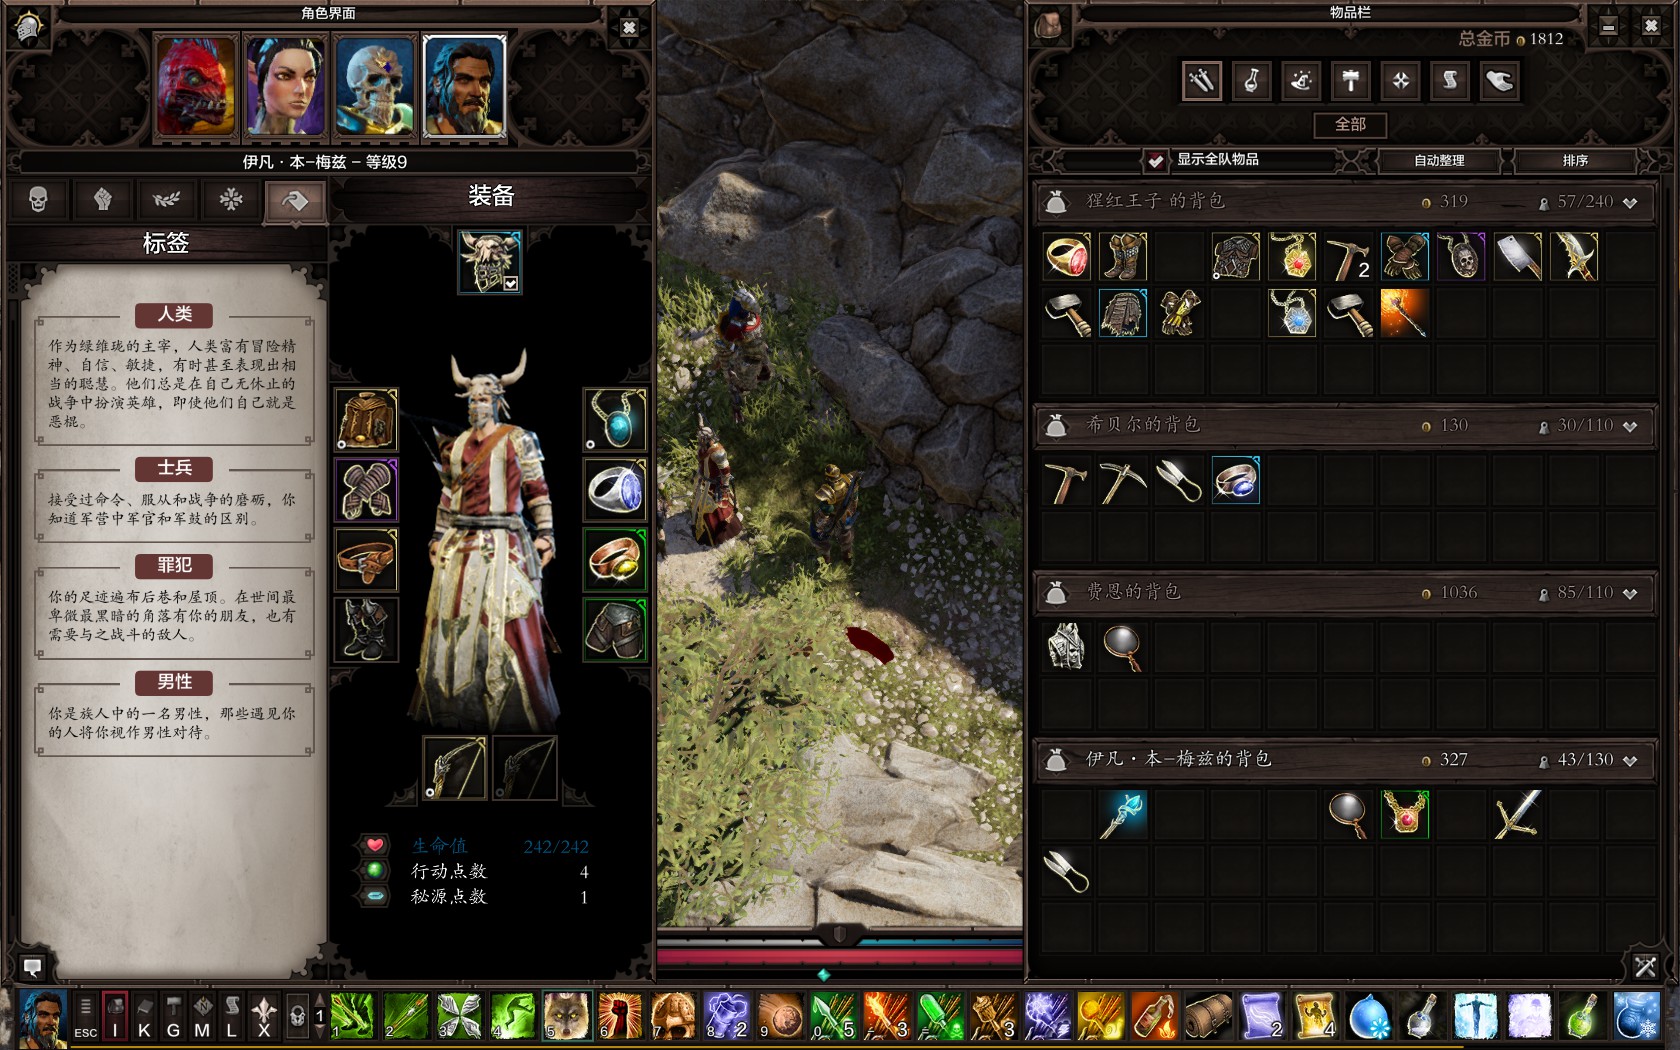 角色界面
伊凡·本-梅兹 - 等级9
标签
装备
人类
作为绿维珑的主宰，人类富有冒险精
神、自信、敏捷，有时甚至表现出相
当的聪慧。他们总是在自己无休止的
战争中扮演英雄，即使他们自己就是
恶棍。
士兵
接受过命令、服从和战争的磨砺，你
知道军营中军官和军鼓的区别。
罪犯
你的足迹遍布后巷和屋顶。在世间最
卑微最黑暗的角落有你的朋友，也有
需要与之战斗的敌人。
男性
你是族人中的一名男性，那些遇见你
的人将你视作男性对待。
生命值 242/242
行动点数 4
秘源点数 1
物品栏
总金币 1812
全部
显示全队物品
自动整理
排序
猩红王子 的背包 319 57/240
2
希贝尔的背包 130 30/110
费恩的背包 1036 85/110
伊凡·本-梅兹的背包 327 43/130
ESC I K G M L X 1 1 2 3 4 5 6 7 8 2 9 0 5 3 3 2 4